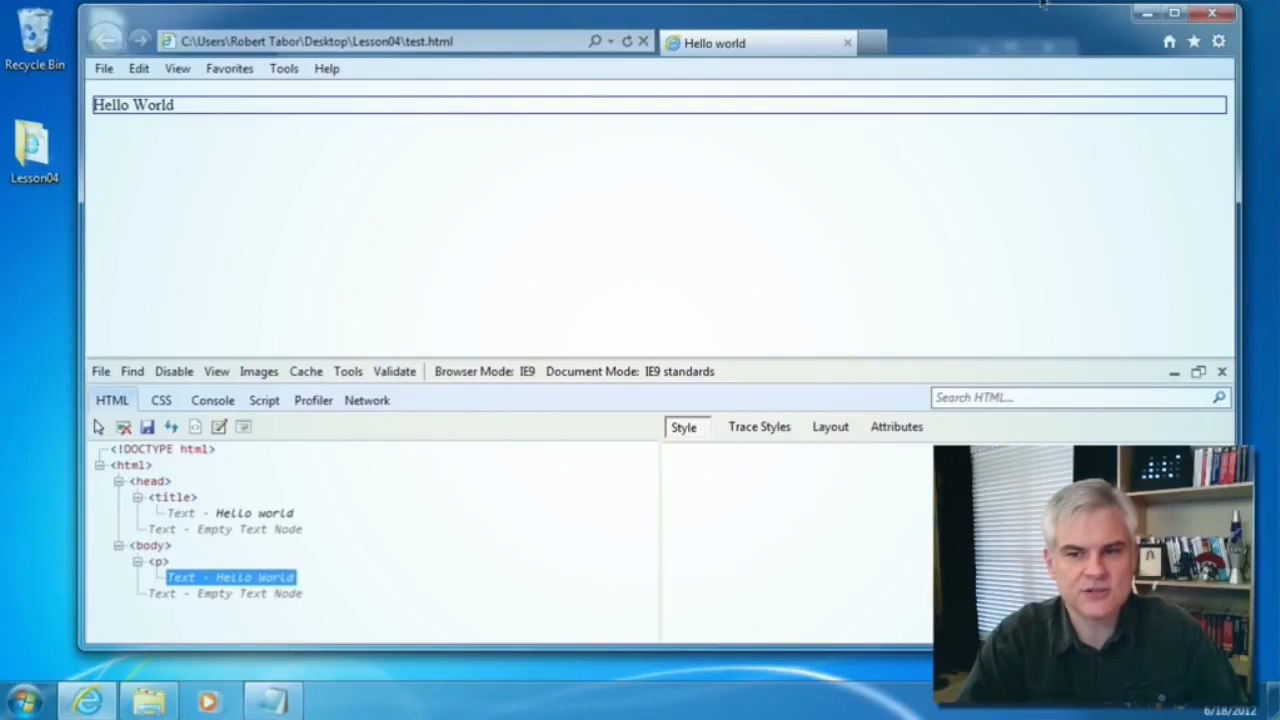 Recycle Bin
Lesson04
C:\Users\Robert Tabor\Desktop\Lesson04\test.html
Hello world
File Edit View Favorites Tools Help
Hello World
File Find Disable View Images Cache Tools Validate Browser Mode: IE9 Document Mode: IE9 standards
HTML CSS Console Script Profiler Network
Search HTML...
Style Trace Styles Layout Attributes
<!DOCTYPE html>
<html>
<head>
<title>
Text - Hello world
Text - Empty Text Node
<body>
<p>
Text - Hello World
Text - Empty Text Node
6/18/2012